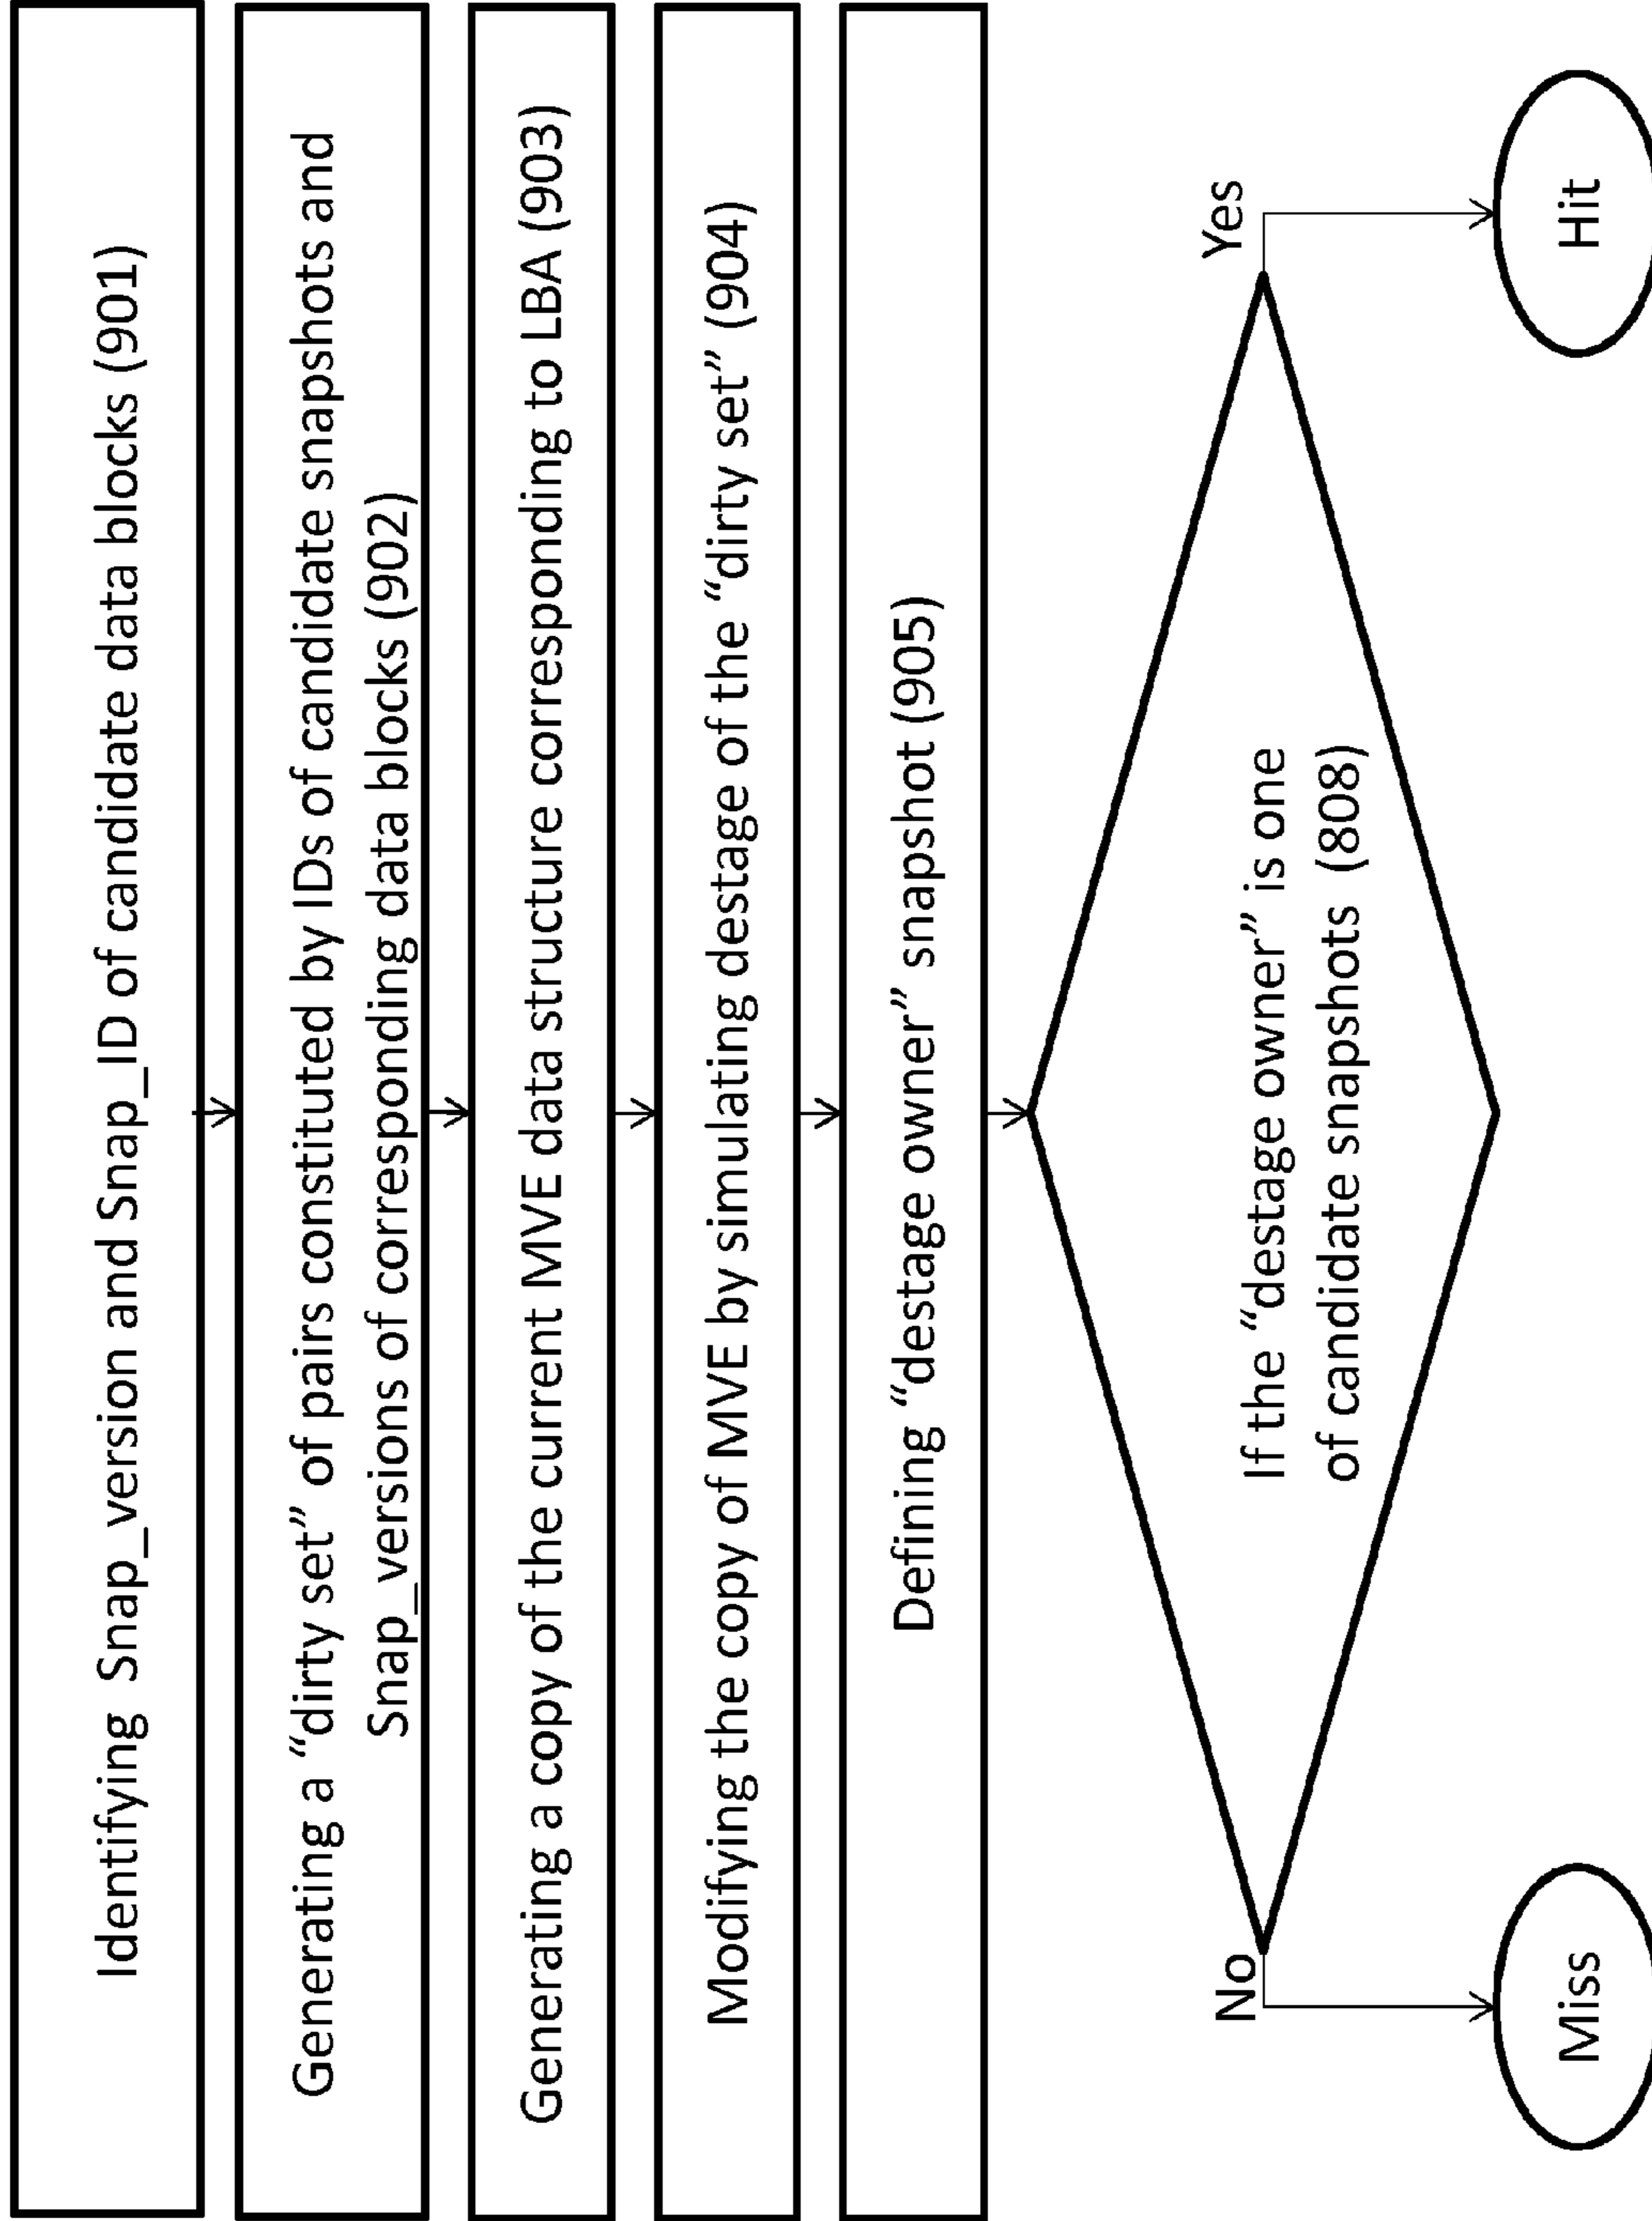 Identifying Snap_version and Snap_ID of candidate data blocks (901)
Generating a “dirty set” of pairs constituted by IDs of candidate snapshots and
Snap_versions of corresponding data blocks (902)
Generating a copy of the current MVE data structure corresponding to LBA (903)
Modifying the copy of MVE by simulating destage of the “dirty set” (904)
Defining “destage owner” snapshot (905)
If the “destage owner” is one
of candidate snapshots (808)
No
Yes
Miss
Hit